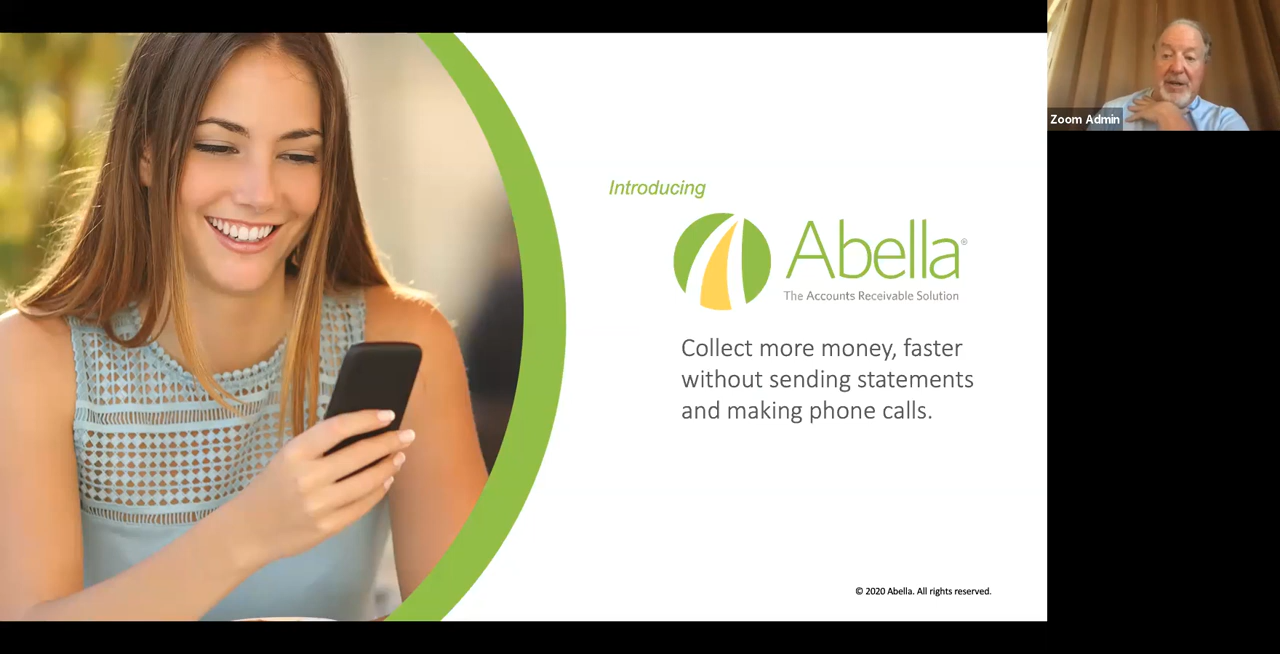 Zoom Admin
Introducing
Abella®
The Accounts Receivable Solution
Collect more money, faster
without sending statements
and making phone calls.
© 2020 Abella. All rights reserved.